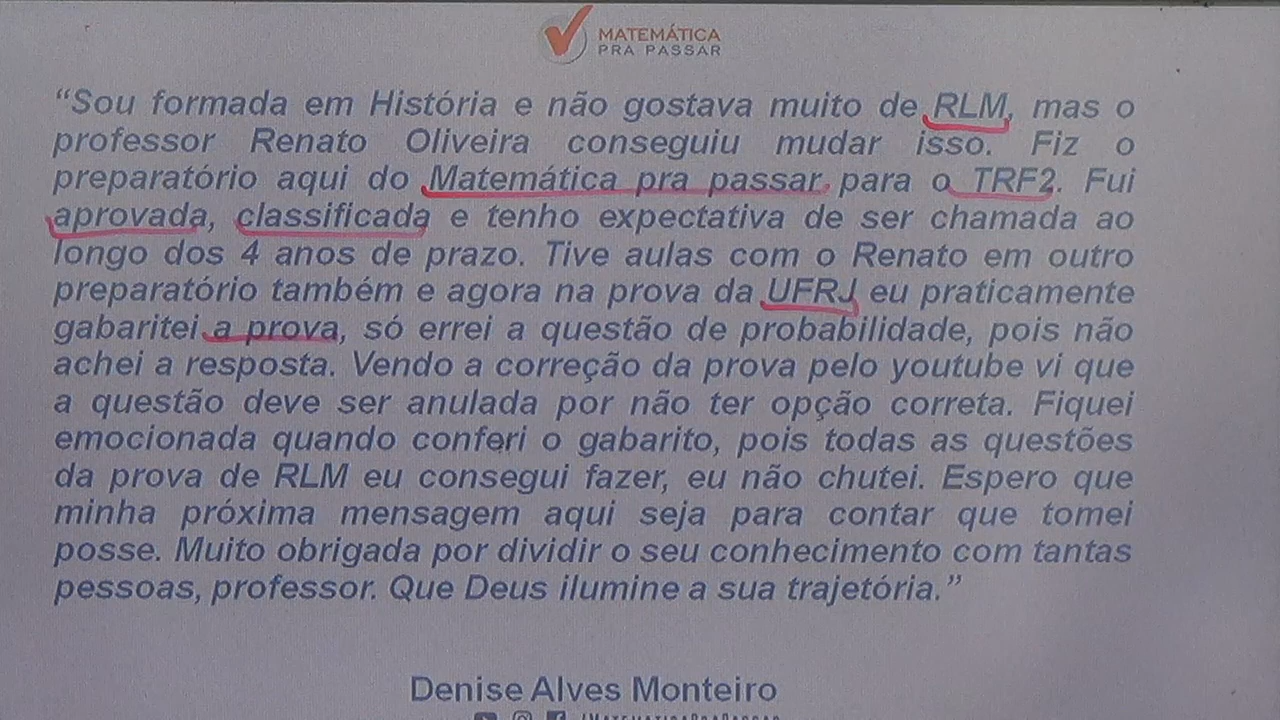 MATEMÁTICA
PRA PASSAR
“Sou formada em História e não gostava muito de RLM, mas o
professor Renato Oliveira conseguiu mudar isso. Fiz o
preparatório aqui do Matemática pra passar para o TRF2. Fui
aprovada, classificada e tenho expectativa de ser chamada ao
longo dos 4 anos de prazo. Tive aulas com o Renato em outro
preparatório também e agora na prova da UFRJ eu praticamente
gabaritei a prova, só errei a questão de probabilidade, pois não
achei a resposta. Vendo a correção da prova pelo youtube vi que
a questão deve ser anulada por não ter opção correta. Fiquei
emocionada quando conferi o gabarito, pois todas as questões
da prova de RLM eu consegui fazer, eu não chutei. Espero que
minha próxima mensagem aqui seja para contar que tomei
posse. Muito obrigada por dividir o seu conhecimento com tantas
pessoas, professor. Que Deus ilumine a sua trajetória.”
Denise Alves Monteiro
/MATEMATICAPRAPASSAR